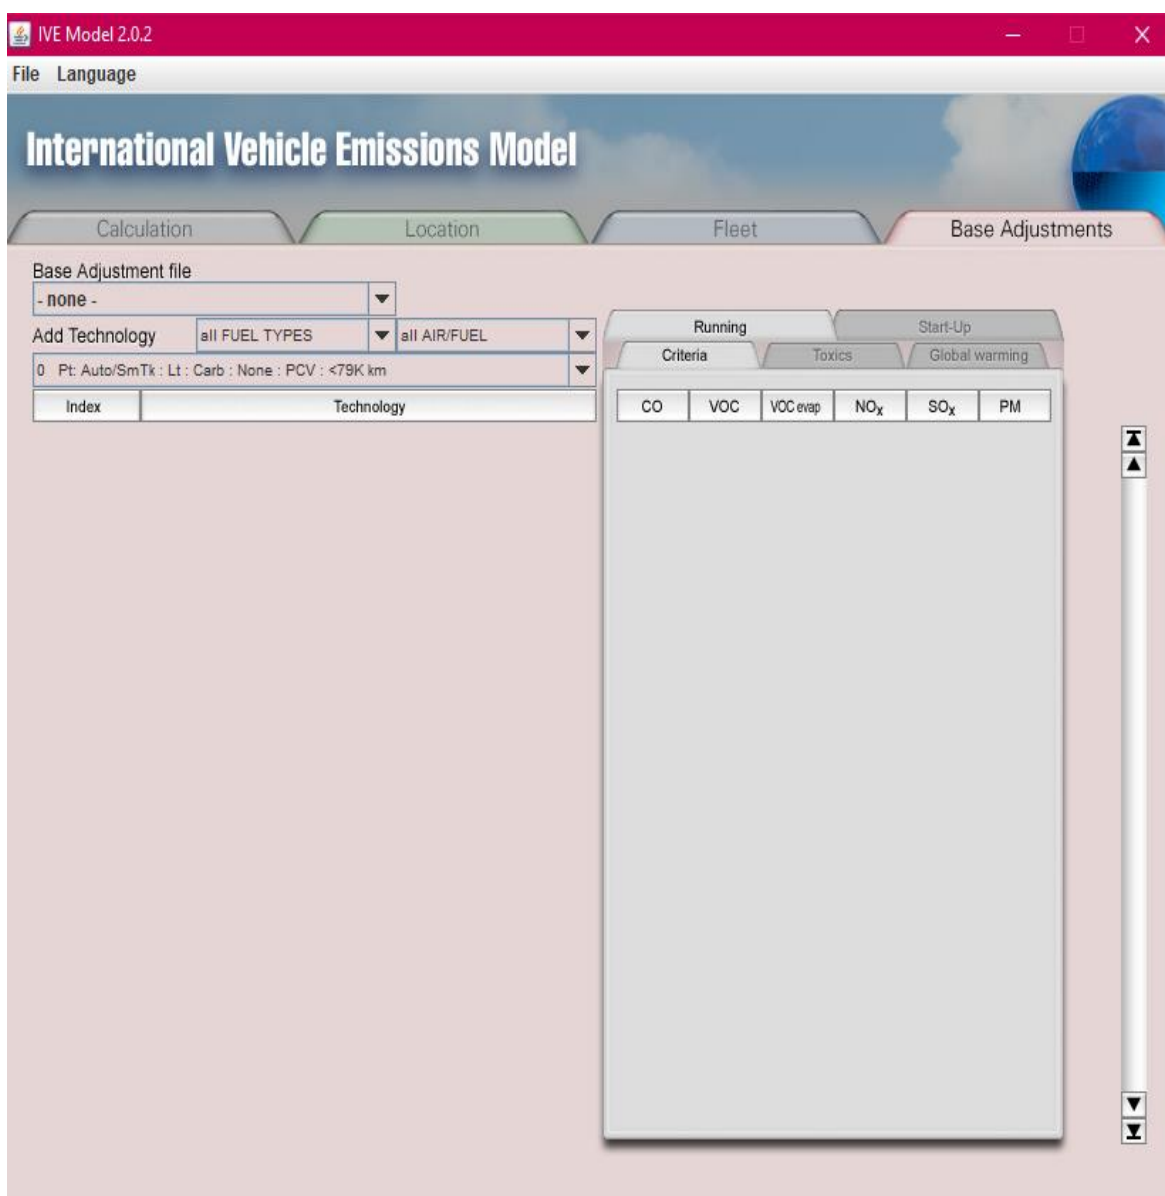 IVE Model 2.0.2
File Language
International Vehicle Emissions Model
Calculation Location Fleet Base Adjustments
Base Adjustment file
- none -
Add Technology all FUEL TYPES all AIR/FUEL
Running Start-Up
Criteria Toxics Global warming
0 Pt: Auto/SmTk : Lt : Carb : None : PCV : <79K km
Index Technology CO VOC VOC evap NOx SOx PM